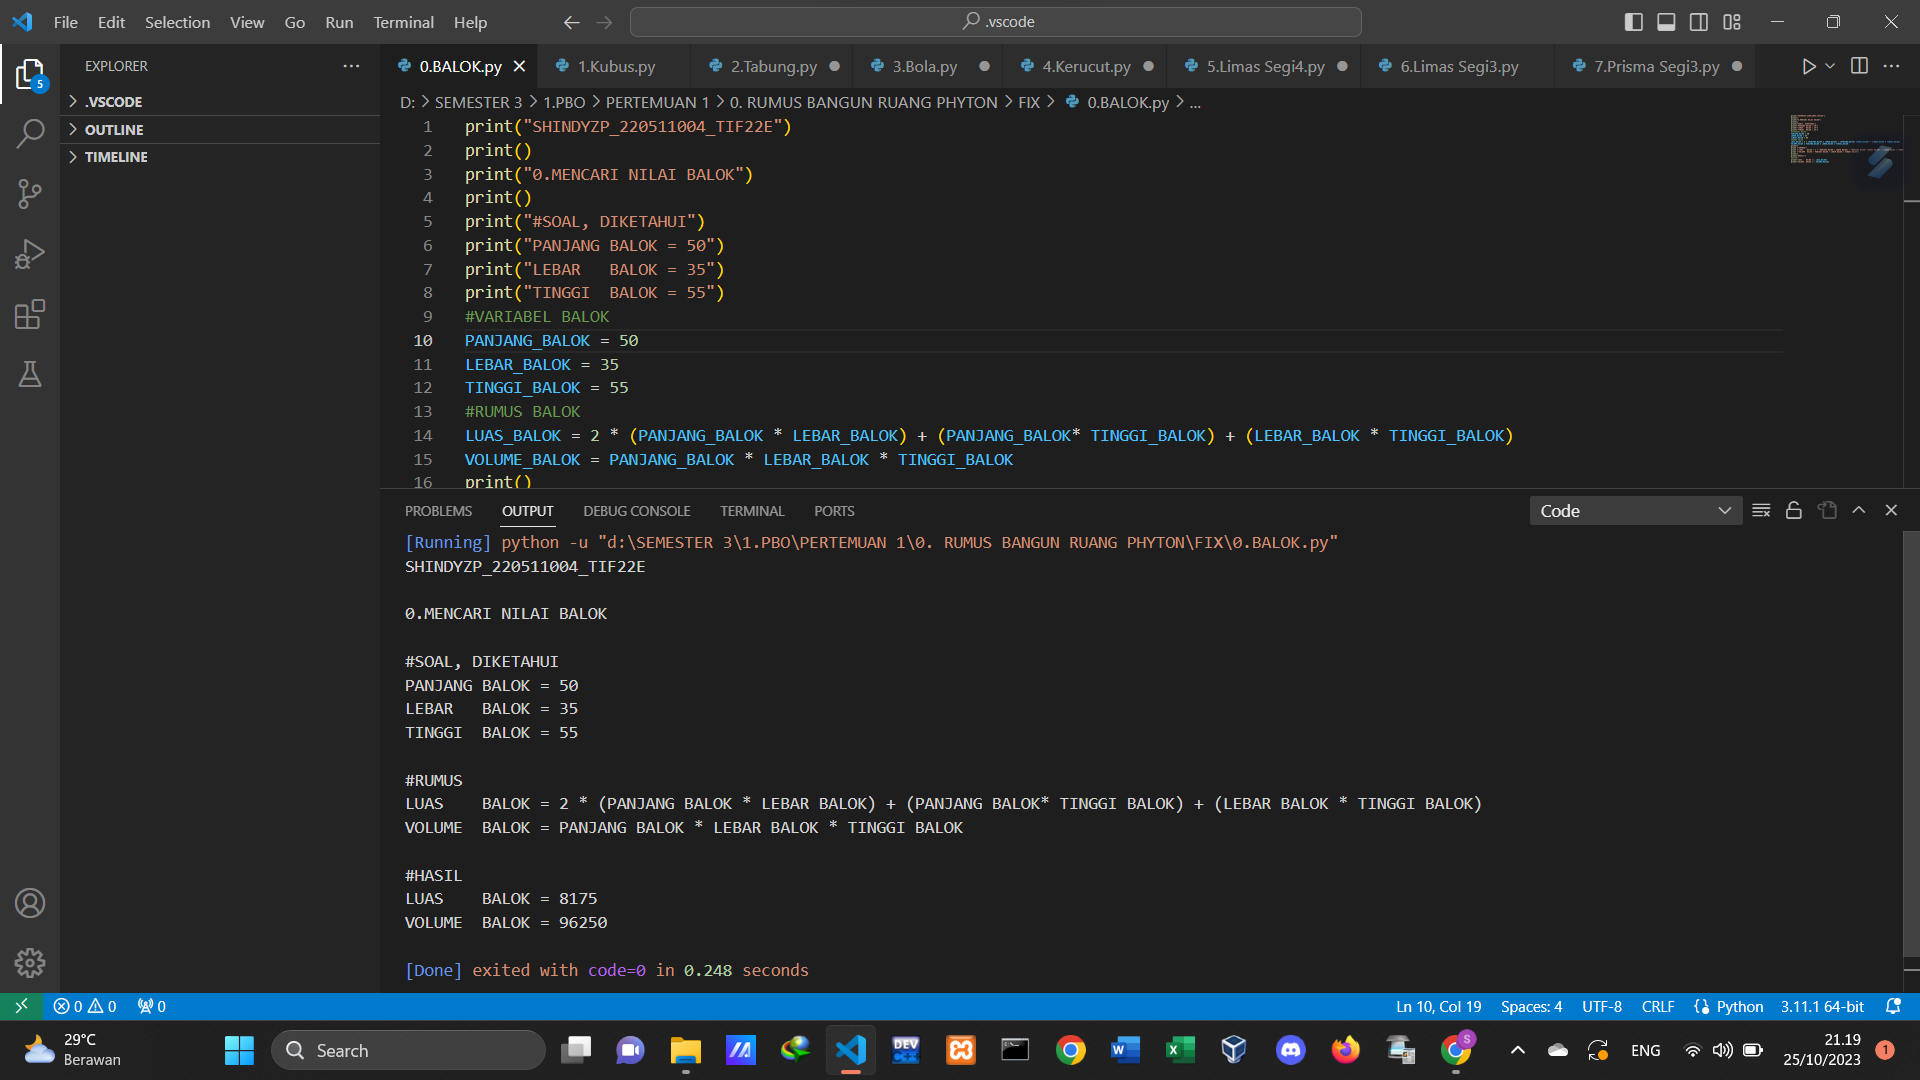 File Edit Selection View Go Run Terminal Help
.vscode
5
EXPLORER
.VSCODE
OUTLINE
TIMELINE
0.BALOK.py 1.Kubus.py 2.Tabung.py 3.Bola.py 4.Kerucut.py 5.Limas Segi4.py 6.Limas Segi3.py 7.Prisma Segi3.py
D: > SEMESTER 3 > 1.PBO > PERTEMUAN 1 > 0. RUMUS BANGUN RUANG PHYTON > FIX > 0.BALOK.py > ...
1 print("SHINDYZP_220511004_TIF22E")
2 print()
3 print("0.MENCARI NILAI BALOK")
4 print()
5 print("#SOAL, DIKETAHUI")
6 print("PANJANG BALOK = 50")
7 print("LEBAR   BALOK = 35")
8 print("TINGGI  BALOK = 55")
9 #VARIABEL BALOK
10 PANJANG_BALOK = 50
11 LEBAR_BALOK = 35
12 TINGGI_BALOK = 55
13 #RUMUS BALOK
14 LUAS_BALOK = 2 * (PANJANG_BALOK * LEBAR_BALOK) + (PANJANG_BALOK* TINGGI_BALOK) + (LEBAR_BALOK * TINGGI_BALOK)
15 VOLUME_BALOK = PANJANG_BALOK * LEBAR_BALOK * TINGGI_BALOK
16 print()
PROBLEMS OUTPUT DEBUG CONSOLE TERMINAL PORTS
Code
[Running] python -u "d:\SEMESTER 3\1.PBO\PERTEMUAN 1\0. RUMUS BANGUN RUANG PHYTON\FIX\0.BALOK.py"
SHINDYZP_220511004_TIF22E
0.MENCARI NILAI BALOK
#SOAL, DIKETAHUI
PANJANG BALOK = 50
LEBAR   BALOK = 35
TINGGI  BALOK = 55
#RUMUS
LUAS    BALOK = 2 * (PANJANG BALOK * LEBAR BALOK) + (PANJANG BALOK* TINGGI BALOK) + (LEBAR BALOK * TINGGI BALOK)
VOLUME  BALOK = PANJANG BALOK * LEBAR BALOK * TINGGI BALOK
#HASIL
LUAS    BALOK = 8175
VOLUME  BALOK = 96250
[Done] exited with code=0 in 0.248 seconds
0 0 0
Ln 10, Col 19 Spaces: 4 UTF-8 CRLF {} Python 3.11.1 64-bit
29°C
Berawan
Search
DEV
C++
W
X
S
ENG
21.19
25/10/2023
1